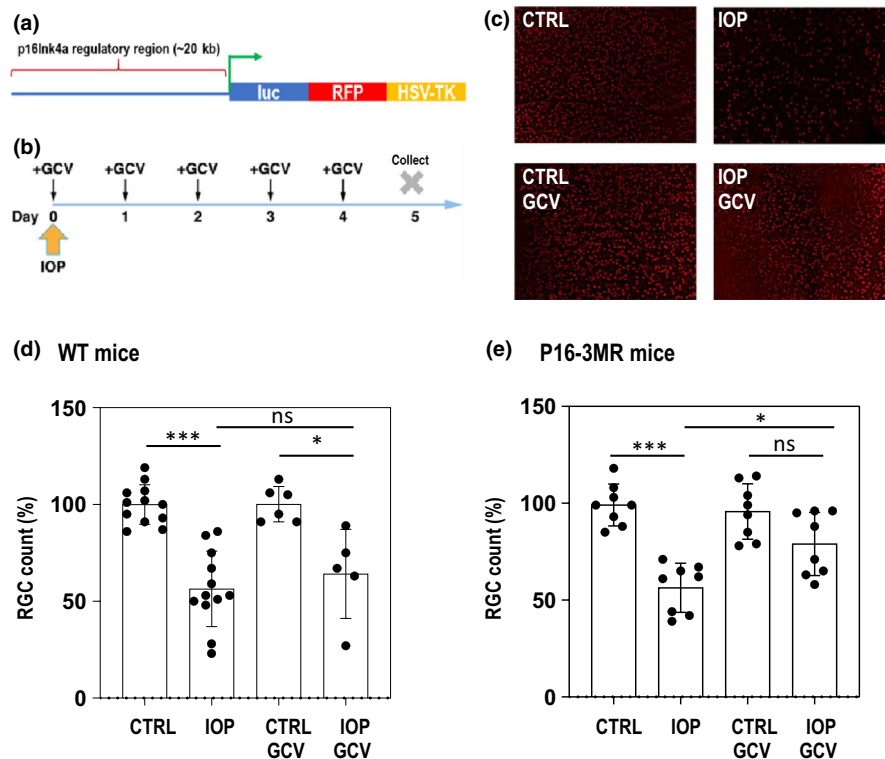 (a)
p16Ink4a regulatory region (~20 kb)
luc RFP HSV-TK
(b)
+GCV +GCV +GCV +GCV +GCV Collect
Day 0 1 2 3 4 5
IOP
(c)
CTRL IOP
CTRL GCV
IOP GCV
(d) WT mice
ns
*** *
150
100
50
0
RGC count (%)
CTRL IOP CTRL GCV IOP GCV
(e) P16-3MR mice
*
*** ns
150
100
50
0
RGC count (%)
CTRL IOP CTRL GCV IOP GCV